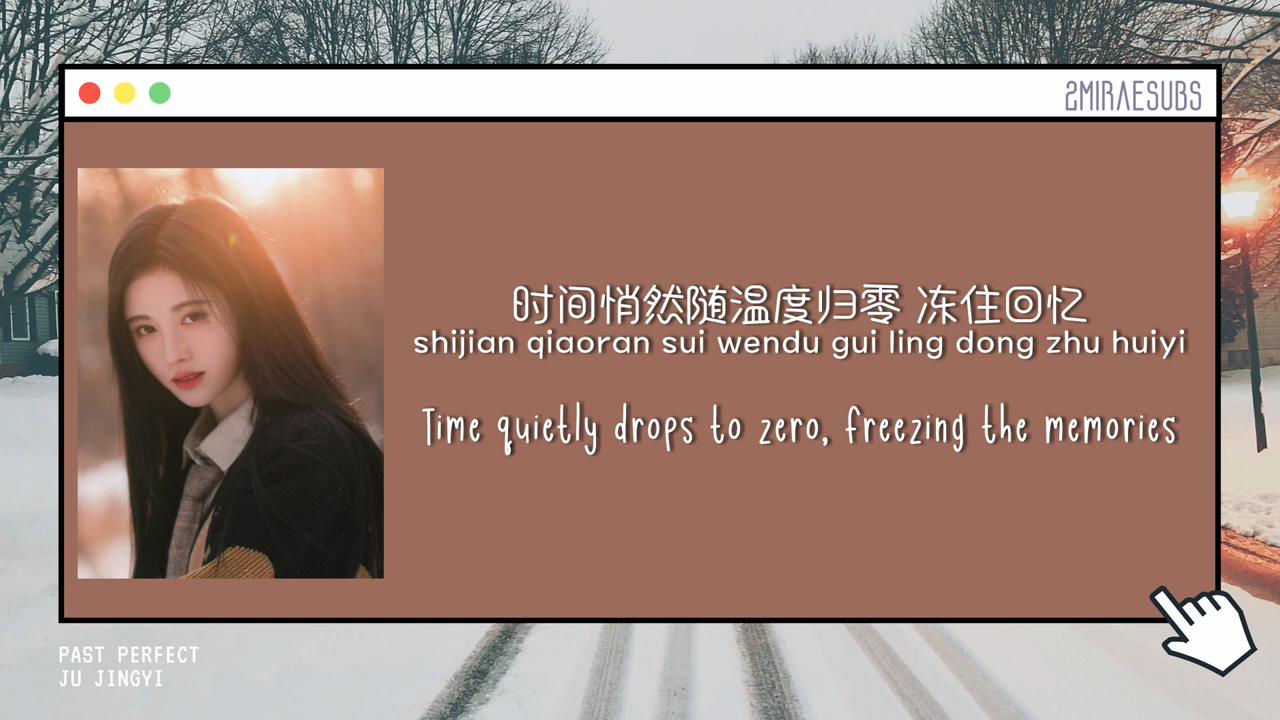 2MIRAESUBS
时间悄然随温度归零 冻住回忆
shijian qiaoran sui wendu gui ling dong zhu huiyi
Time quietly drops to zero, freezing the memories
PAST PERFECT
JU JINGYI